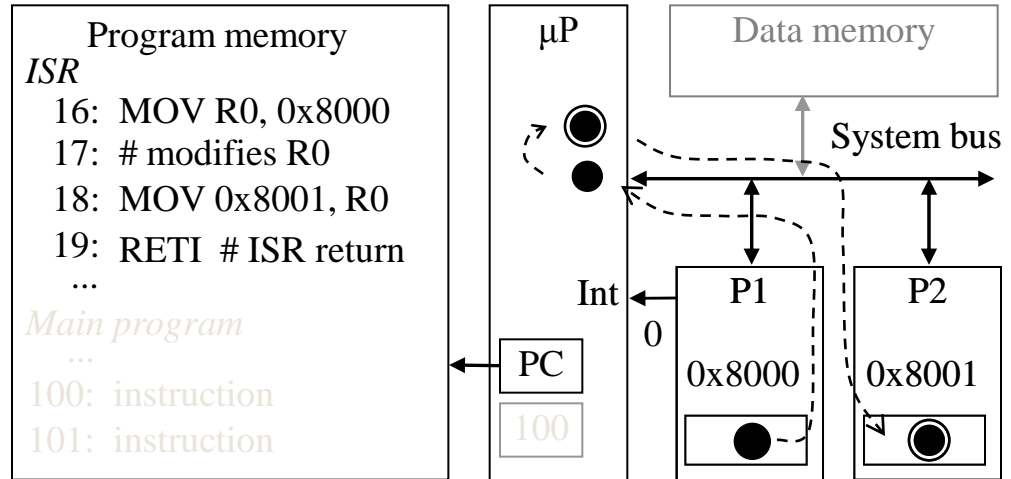 Program memory
ISR
16: MOV R0, 0x8000
17: # modifies R0
18: MOV 0x8001, R0
19: RETI # ISR return
...
Main program
...
100: instruction
101: instruction
μP
Int
PC
100
Data memory
System bus
0
P1
0x8000
P2
0x8001